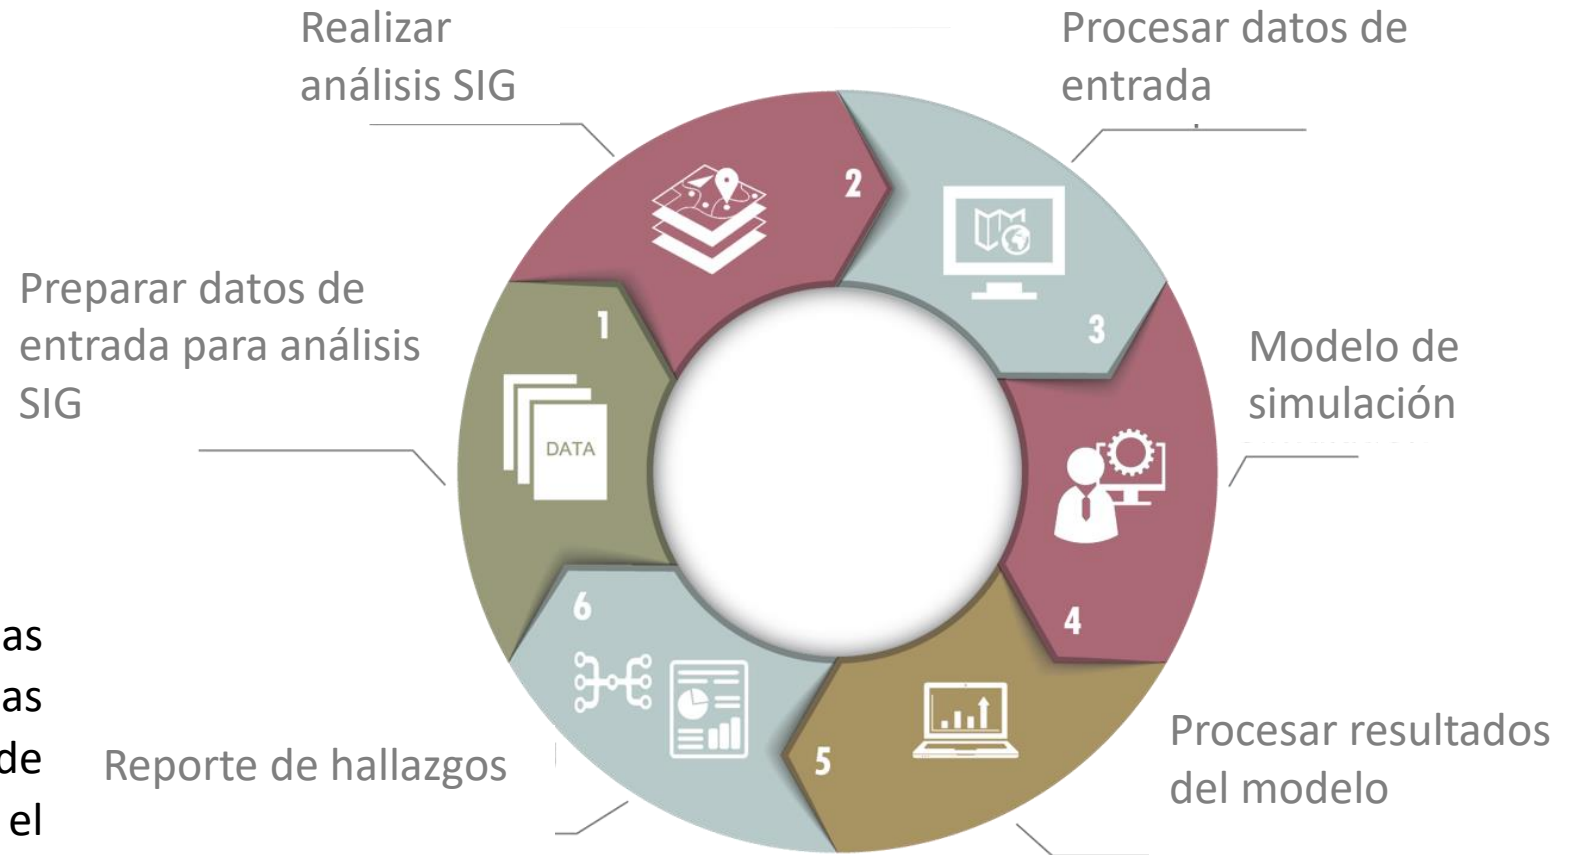 Realizar
análisis SIG
Procesar datos de
entrada
2
Preparar datos de
entrada para análisis
SIG
1
3
Modelo de
simulación
DATA
4
6
Procesar resultados
del modelo
5
Reporte de hallazgos
as
as
de
el